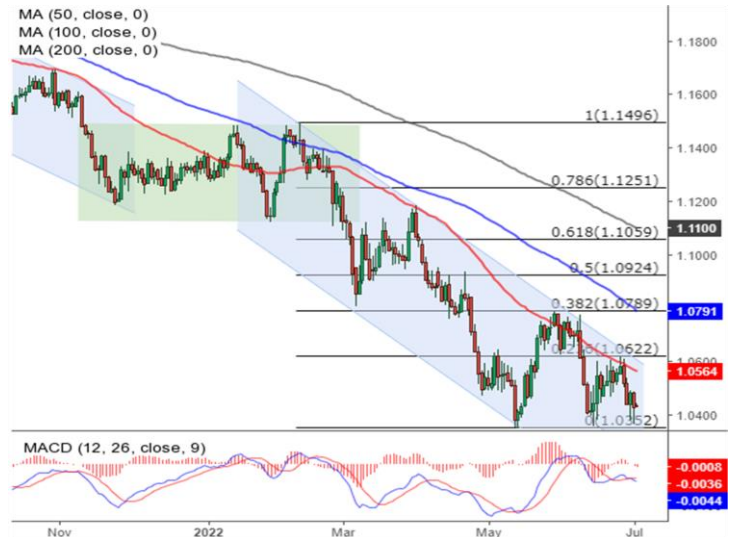 MA (50, close, 0)
MA (100, close, 0)
MA (200, close, 0)
1.1800
1.1600
1(1.1496)
1.1400
0.786(1.1251)
1.1200
1.1100
0.618(1.1059)
1.1000
0.5(1.0924)
0.382(1.0789)
1.0791
0.236(1.0622)
1.0600
1.0564
1.0400
0(1.0352)
MACD (12, 26, close, 9)
-0.0008
-0.0036
-0.0044
Nov
2022
Mar
May
Jul